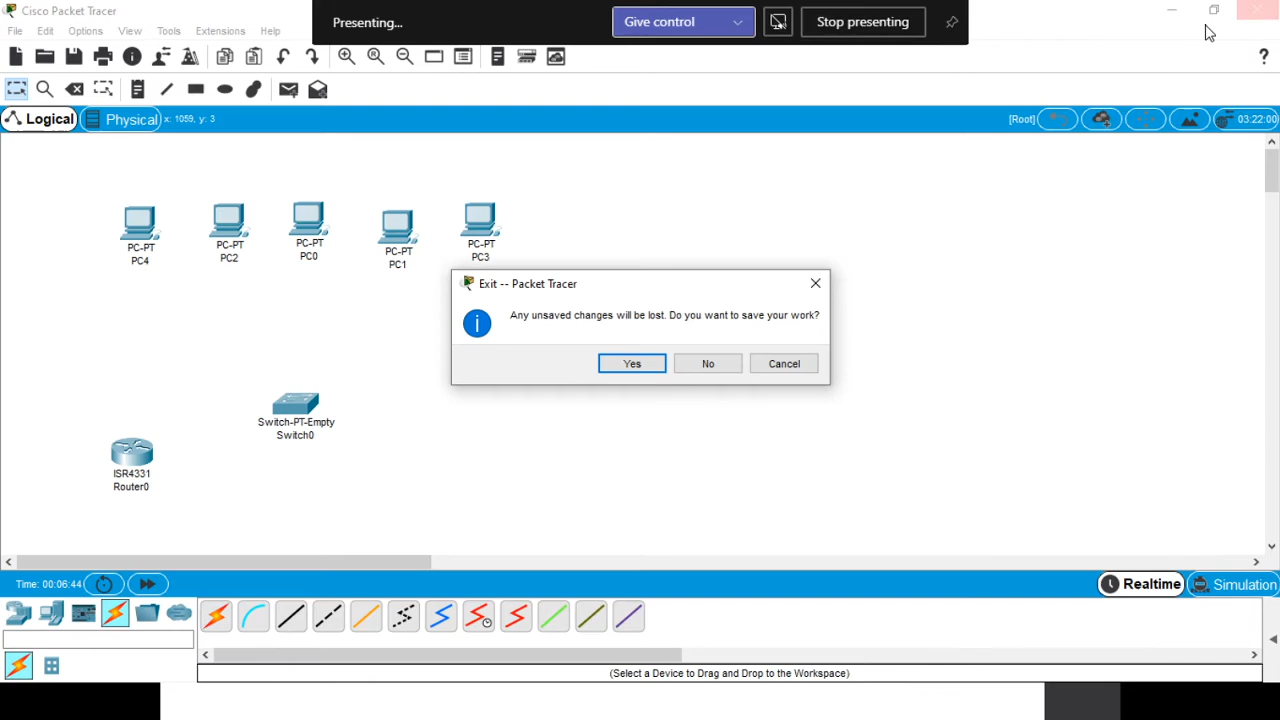 Cisco Packet Tracer
Presenting...
Give control
Stop presenting
File Edit Options View Tools Extensions Help
?
Logical
Physical
x: 1059, y: 3
[Root]
03:22:00
PC-PT
PC4
PC-PT
PC2
PC-PT
PC0
PC-PT
PC1
PC-PT
PC3
Exit -- Packet Tracer
Any unsaved changes will be lost. Do you want to save your work?
Yes
No
Cancel
Switch-PT-Empty
Switch0
ISR4331
Router0
Time: 00:06:44
Realtime
Simulation
(Select a Device to Drag and Drop to the Workspace)